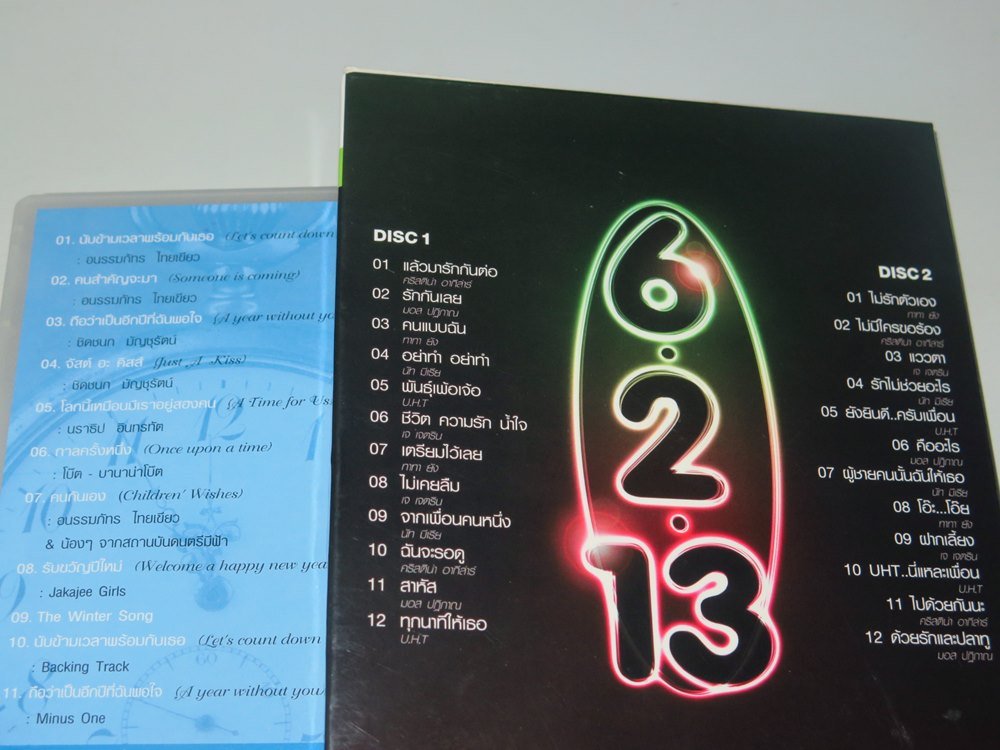 01. นับข้ามเวลาพร้อมกับเธอ (Let's count down
: อนรรฆภัทร ไทยเขียว
02. คนสำคัญจะมา (Someone is coming)
: อนรรฆภัทร ไทยเขียว
03. ถือว่าเป็นอีกปีที่ฉันพอใจ (A year without yo
: ชิดชนก มัญชุรัตน์
04. จัสต์ อะ คิสส์ (Just A Kiss)
: ชิดชนก มัญชุรัตน์
05. โลกนี้เหมือนมีเราอยู่สองคน (A Time for Us
: นราธิป อินทรทัต
06. กาลครั้งหนึ่ง (Once upon a time)
: โบ๊ต - บานาน่าโบ๊ต
07. คนกันเอง (Children' Wishes)
: อนรรฆภัทร ไทยเขียว
& น้องๆ จากสถาบันดนตรีมีฟ้า
08. รับขวัญปีใหม่ (Welcome a happy new yea
: Jakajee Girls
09. The Winter Song
10. นับข้ามเวลาพร้อมกับเธอ (Let's count down
: Backing Track
11. ถือว่าเป็นอีกปีที่ฉันพอใจ (A year without you
: Minus One
DISC 1
01 แล้วมารักกันต่อ
คริสติน่า อากีล่าร์
02 รักกันเลย
มอส ปฏิภาณ
03 คนแบบฉัน
ทาทา ยัง
04 อย่าทำ อย่าทำ
นัท มีเรีย
05 พันธุ์เพ้อเจ้อ
U.H.T
06 ชีวิต ความรัก น้ำใจ
เจ เจตริน
07 เตรียมไว้เลย
ทาทา ยัง
08 ไม่เคยลืม
เจ เจตริน
09 จากเพื่อนคนหนึ่ง
นัท มีเรีย
10 ฉันจะรอดู
คริสติน่า อากีล่าร์
11 สาหัส
มอส ปฏิภาณ
12 ทุกนาทีให้เธอ
U.H.T
6
2
13
DISC 2
01 ไม่รักตัวเอง
ทาทา ยัง
02 ไม่มีใครขอร้อง
คริสติน่า อากีล่าร์
03 แววตา
เจ เจตริน
04 รักไม่ช่วยอะไร
นัท มีเรีย
05 ยังยินดี..ครับเพื่อน
U.H.T
06 คืออะไร
มอส ปฏิภาณ
07 ผู้ชายคนนั้นฉันให้เธอ
นัท มีเรีย
08 โอ๊ะ...โอ๊ย
ทาทา ยัง
09 ฝากเลี้ยง
เจ เจตริน
10 UHT..นี่แหละเพื่อน
U.H.T
11 ไปด้วยกันนะ
คริสติน่า อากีล่าร์
12 ด้วยรักและปลาทู
มอส ปฏิภาณ